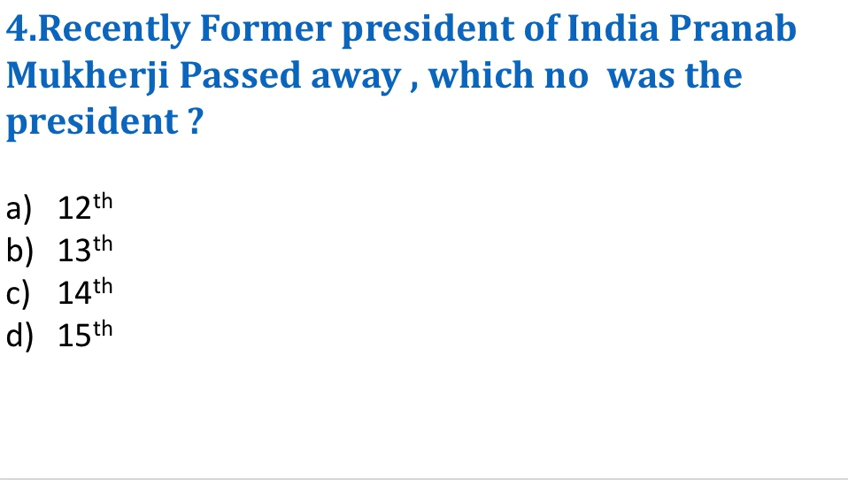 4.Recently Former president of India Pranab
Mukherji Passed away , which no was the
president ?
a) 12th
b) 13th
c) 14th
d) 15th